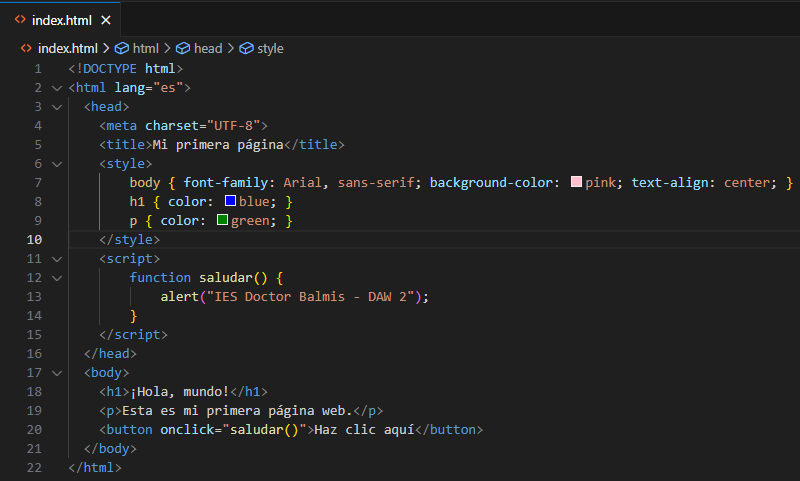 index.html
index.html > html > head > style
1 <!DOCTYPE html>
2 <html lang="es">
3 <head>
4 <meta charset="UTF-8">
5 <title>Mi primera página</title>
6 <style>
7 body { font-family: Arial, sans-serif; background-color: pink; text-align: center; }
8 h1 { color: blue; }
9 p { color: green; }
10 </style>
11 <script>
12 function saludar() {
13 alert("IES Doctor Balmis - DAW 2");
14 }
15 </script>
16 </head>
17 <body>
18 <h1>¡Hola, mundo!</h1>
19 <p>Esta es mi primera página web.</p>
20 <button onclick="saludar()">Haz clic aquí</button>
21 </body>
22 </html>